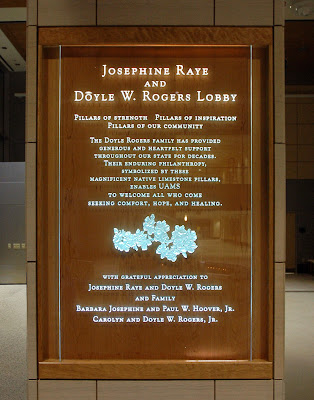 Josephine Raye
and
Doyle W. Rogers Lobby
Pillars of strength Pillars of inspiration
Pillars of our community
The Doyle Rogers family has provided
generous and heartfelt support
throughout our state for decades.
Their enduring philanthropy,
symbolized by these
magnificent native limestone pillars,
enables UAMS
to welcome all who come
seeking comfort, hope, and healing.
with grateful appreciation to
Josephine Raye and Doyle W. Rogers
and Family
Barbara Josephine and Paul W. Hoover, Jr.
Carolyn and Doyle W. Rogers, Jr.